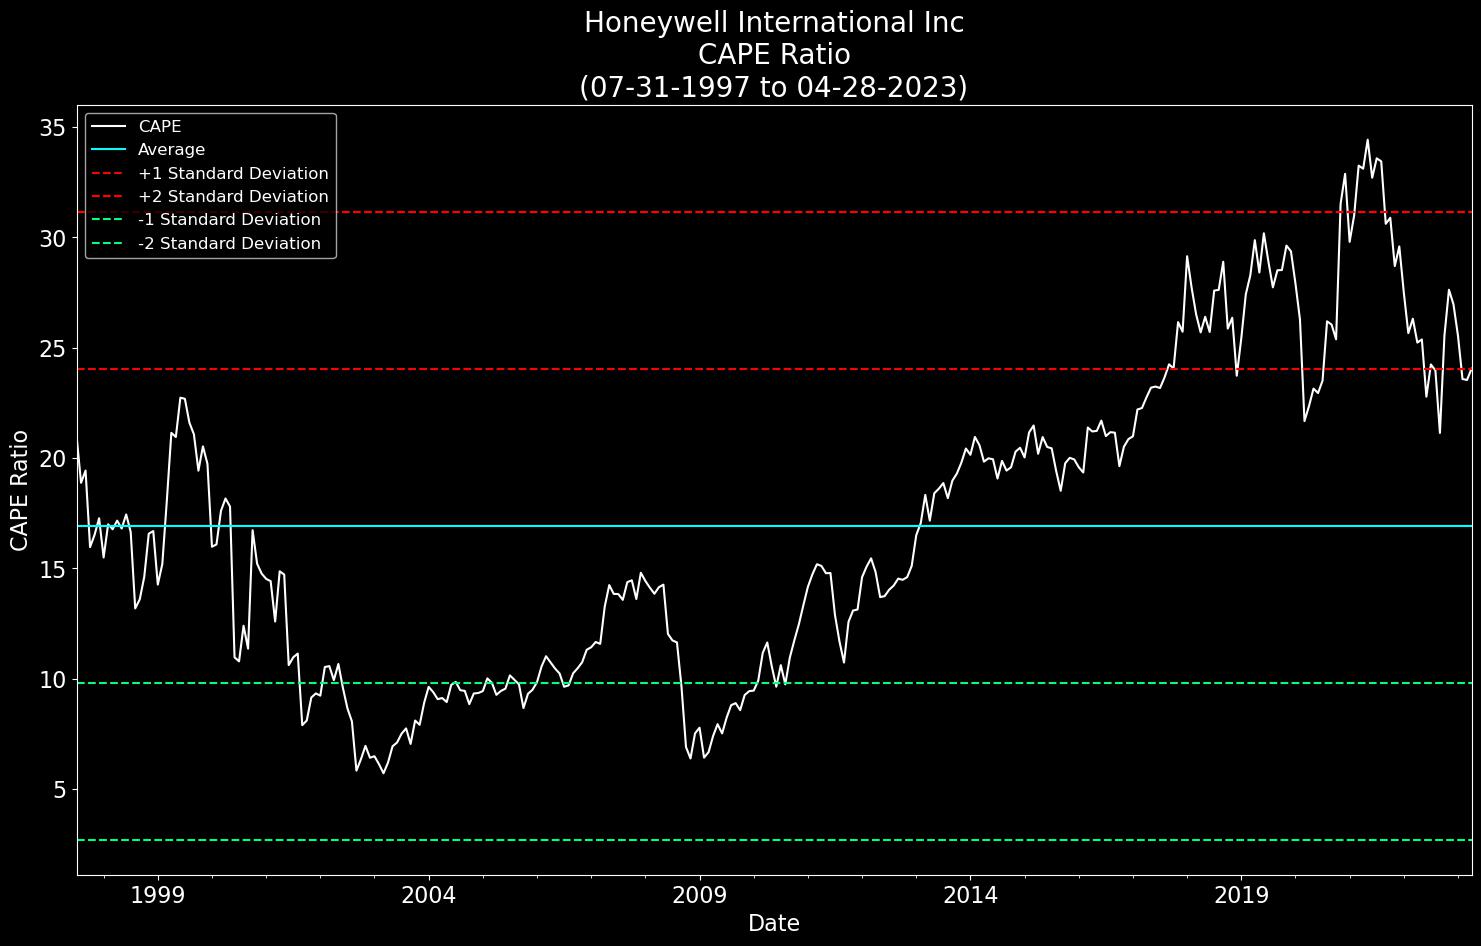 Honeywell International Inc
CAPE Ratio
(07-31-1997 to 04-28-2023)
CAPE
Average
+1 Standard Deviation
+2 Standard Deviation
-1 Standard Deviation
-2 Standard Deviation
CAPE Ratio
35
30
25
20
15
10
5
1999
2004
2009
2014
2019
Date